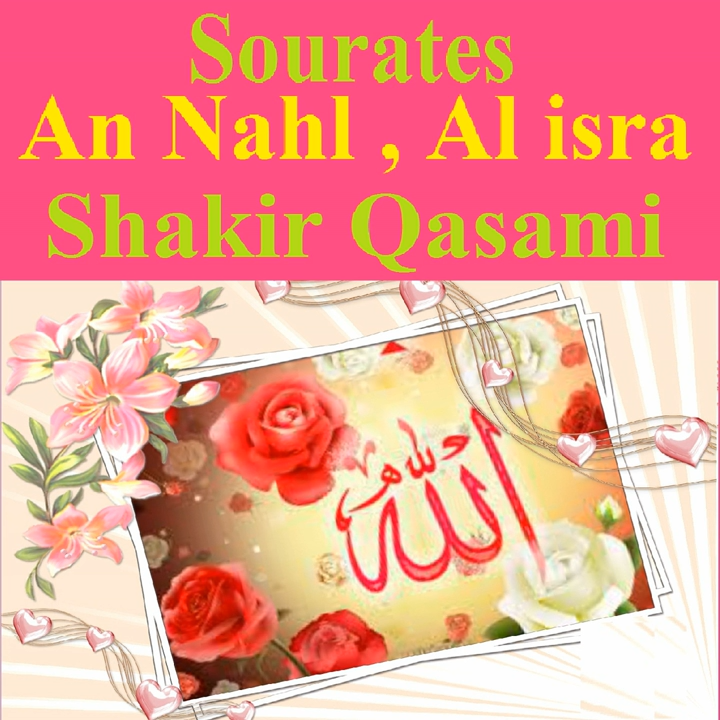 Sourates
An Nahl , Al isra
Shakir Qasami
الله